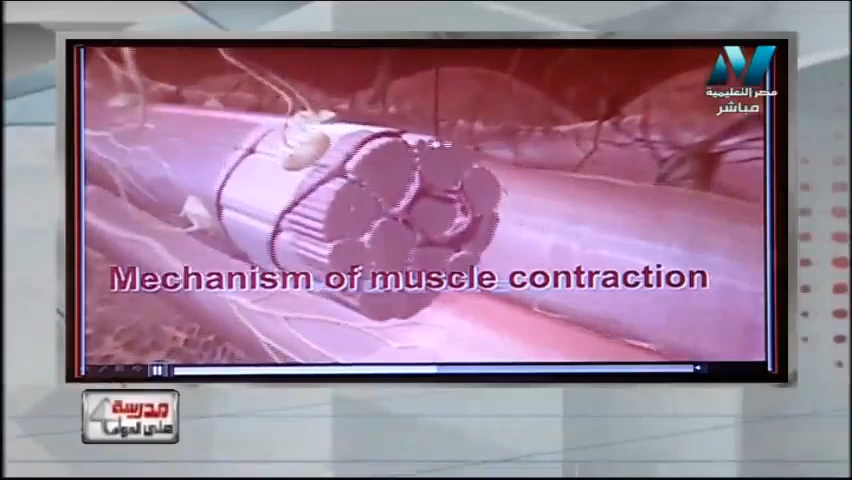 مصر التعليمية
مباشر
Mechanism of muscle contraction
مدرسة
على الهواء